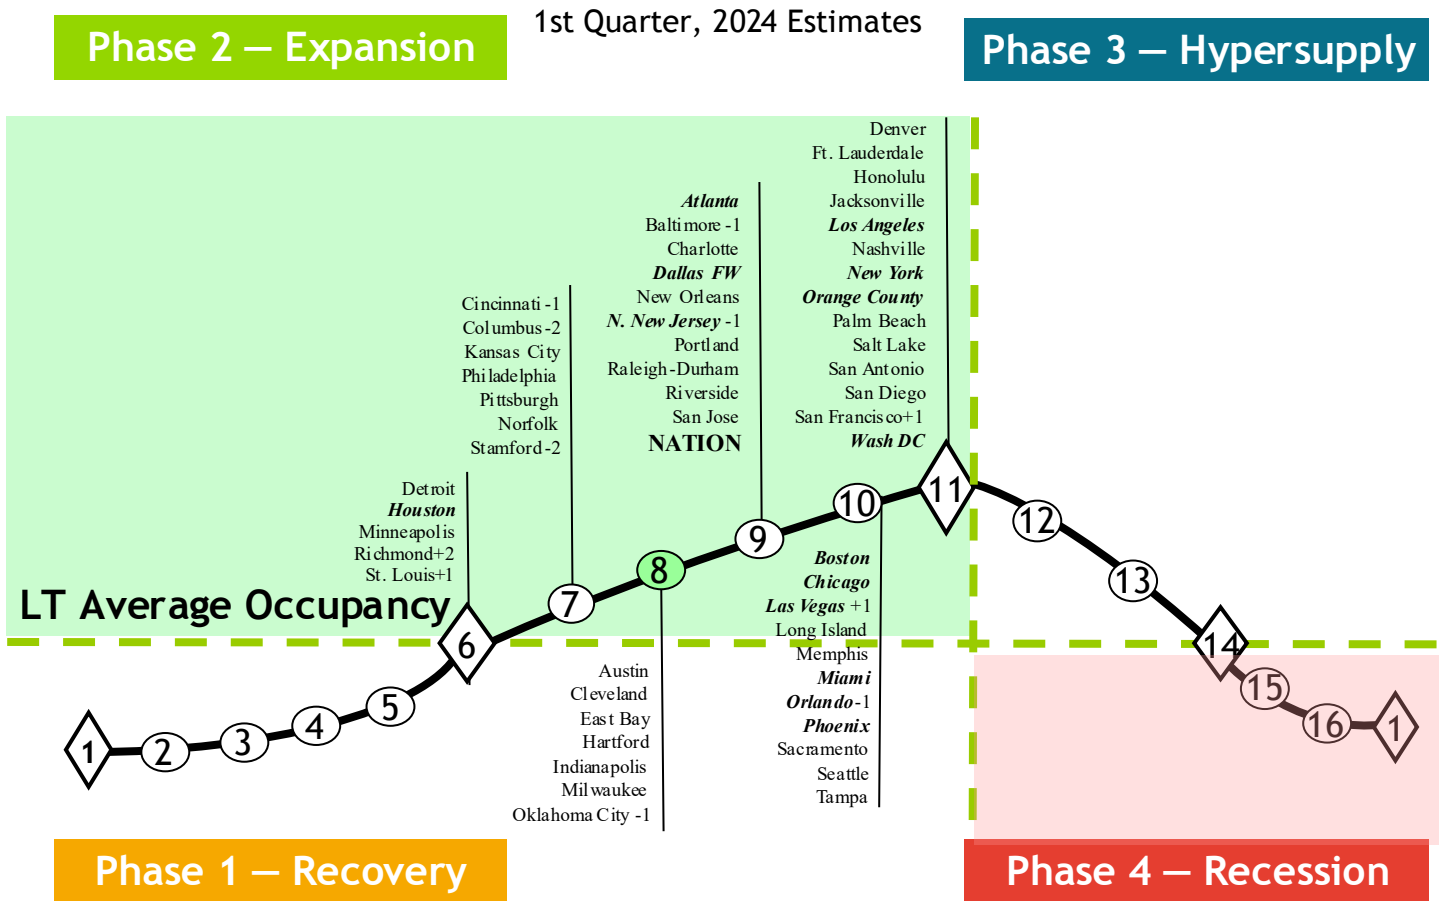 1st Quarter, 2024 Estimates
Phase 2 — Expansion
Phase 3 — Hypersupply
Denver
Ft. Lauderdale
Honolulu
Jacksonville
Los Angeles
Nashville
New York
Orange County
Palm Beach
Salt Lake
San Antonio
San Diego
San Francisco+1
Wash DC
Atlanta
Baltimore -1
Charlotte
Dallas FW
New Orleans
N. New Jersey -1
Portland
Raleigh-Durham
Riverside
San Jose
NATION
Cincinnati -1
Columbus -2
Kansas City
Philadelphia
Pittsburgh
Norfolk
Stamford -2
Detroit
Houston
Minneapolis
Richmond+2
St. Louis+1
LT Average Occupancy
1
2
3
4
5
6
7
8
9
10
11
12
13
14
15
16
1
Austin
Cleveland
East Bay
Hartford
Indianapolis
Milwaukee
Oklahoma City -1
Boston
Chicago
Las Vegas +1
Long Island
Memphis
Miami
Orlando-1
Phoenix
Sacramento
Seattle
Tampa
Phase 1 — Recovery
Phase 4 — Recession